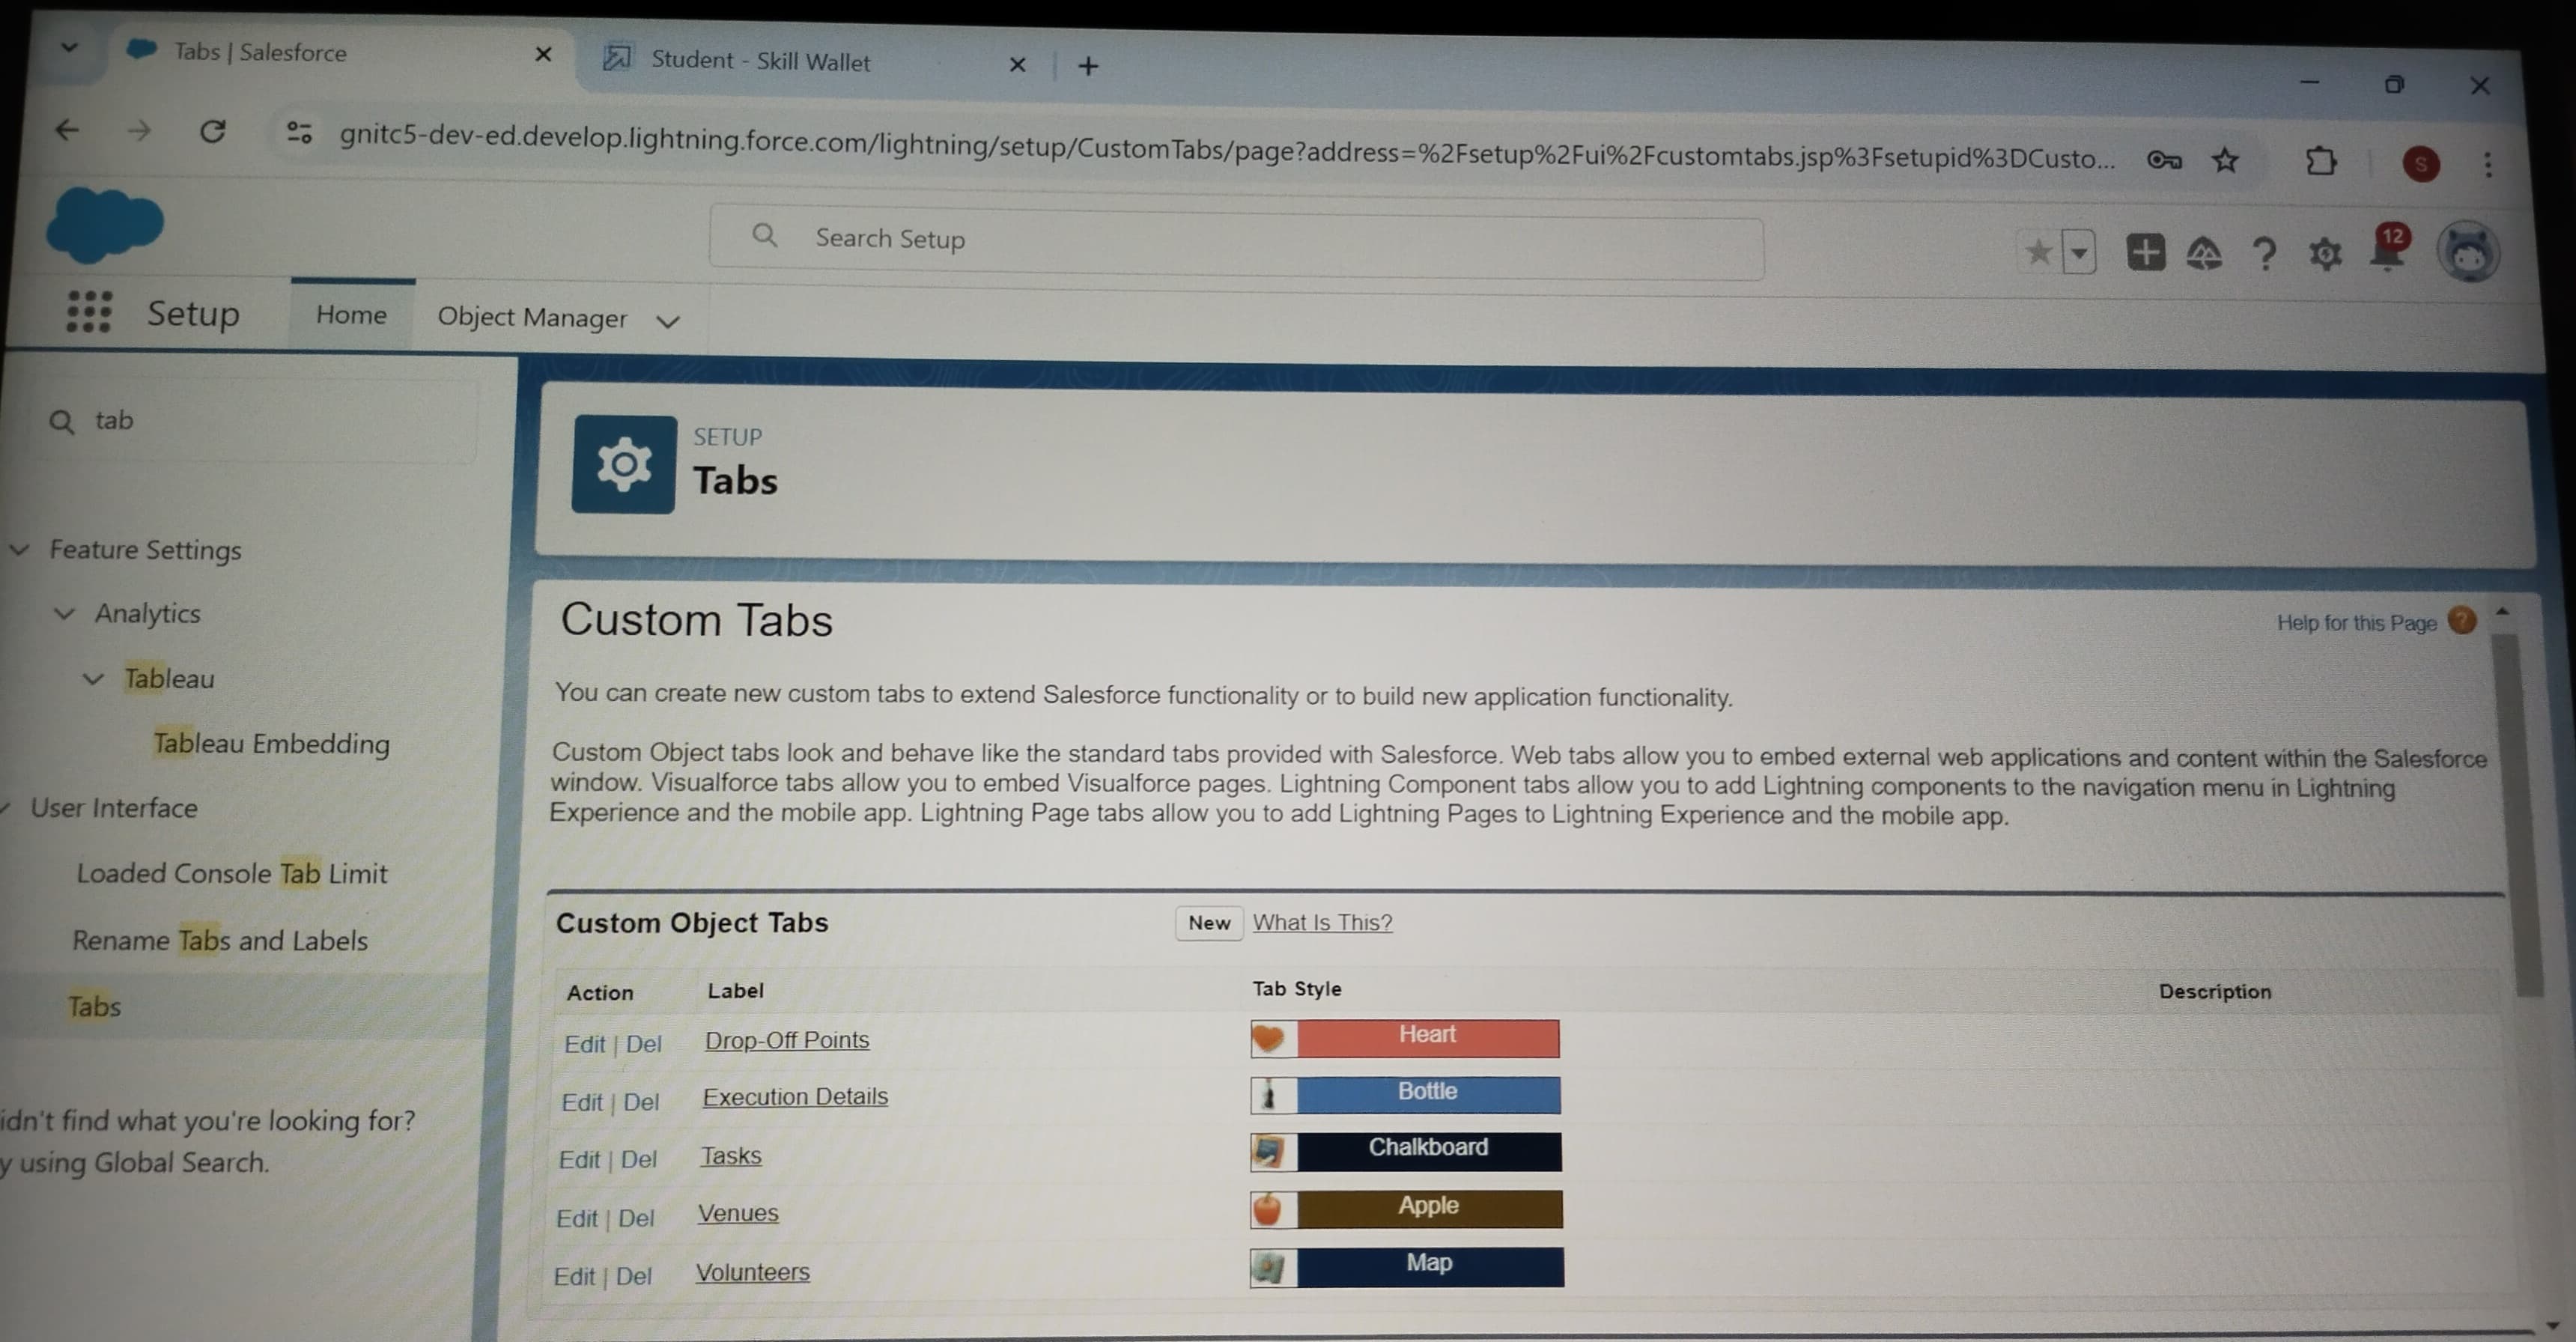 Tabs | Salesforce
Student - Skill Wallet
gnitc5-dev-ed.develop.lightning.force.com/lightning/setup/CustomTabs/page?address=%2Fsetup%2Fui%2Fcustomtabs.jsp%3Fsetupid%3DCusto...
S
Search Setup
12
Setup
Home
Object Manager
tab
Feature Settings
Analytics
Tableau
Tableau Embedding
User Interface
Loaded Console Tab Limit
Rename Tabs and Labels
Tabs
idn't find what you're looking for?
y using Global Search.
SETUP
Tabs
Custom Tabs
Help for this Page
You can create new custom tabs to extend Salesforce functionality or to build new application functionality.
Custom Object tabs look and behave like the standard tabs provided with Salesforce. Web tabs allow you to embed external web applications and content within the Salesforce
window. Visualforce tabs allow you to embed Visualforce pages. Lightning Component tabs allow you to add Lightning components to the navigation menu in Lightning
Experience and the mobile app. Lightning Page tabs allow you to add Lightning Pages to Lightning Experience and the mobile app.
Custom Object Tabs
New What Is This?
Action Label Tab Style Description
Edit | Del Drop-Off Points Heart
Edit | Del Execution Details Bottle
Edit | Del Tasks Chalkboard
Edit | Del Venues Apple
Edit | Del Volunteers Map